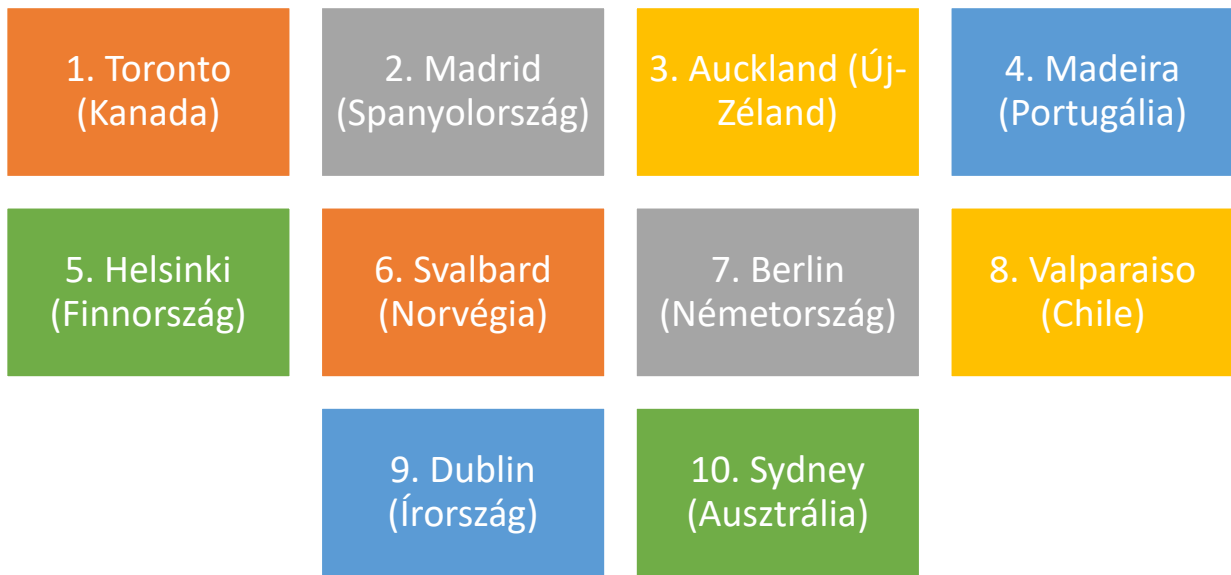 1. Toronto
(Kanada)
2. Madrid
(Spanyolország)
3. Auckland (Új-
Zéland)
4. Madeira
(Portugália)
5. Helsinki
(Finnország)
6. Svalbard
(Norvégia)
7. Berlin
(Németország)
8. Valparaiso
(Chile)
9. Dublin
(Írország)
10. Sydney
(Ausztrália)